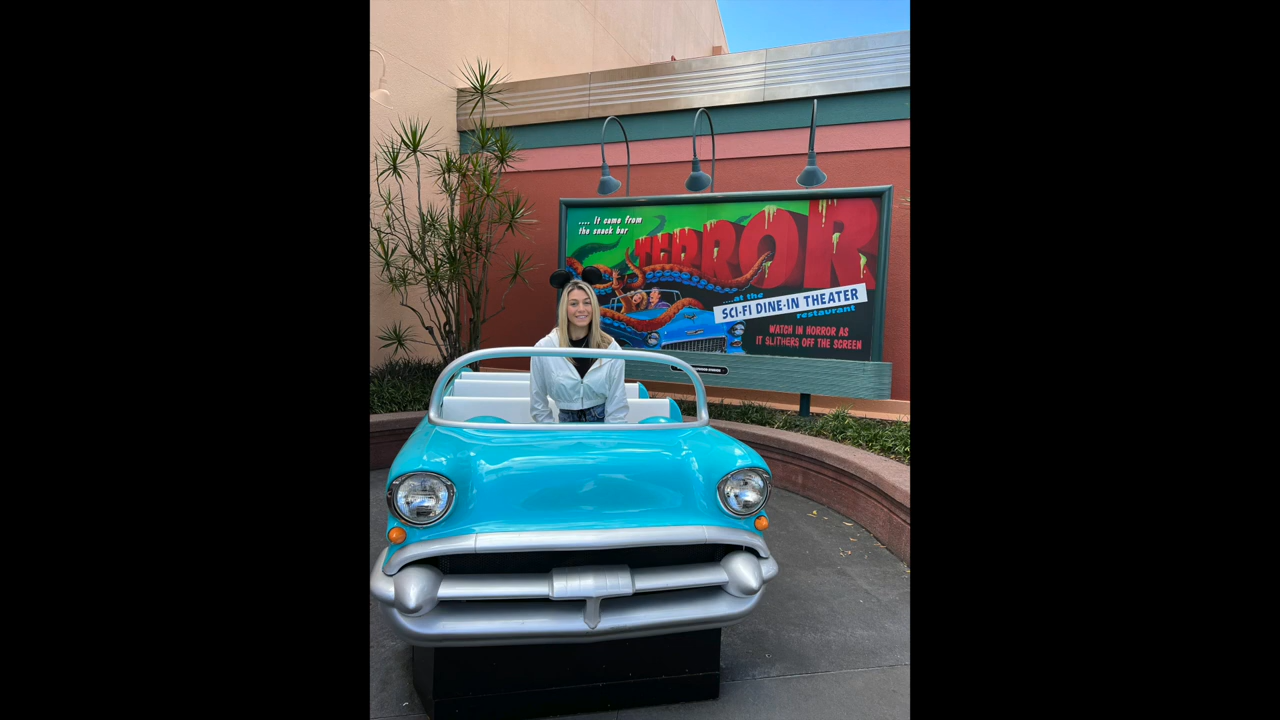 .... It came from
the snack bar
TERROR
...at the
SCI-FI DINE-IN THEATER
restaurant
WATCH IN HORROR AS
IT SLITHERS OFF THE SCREEN